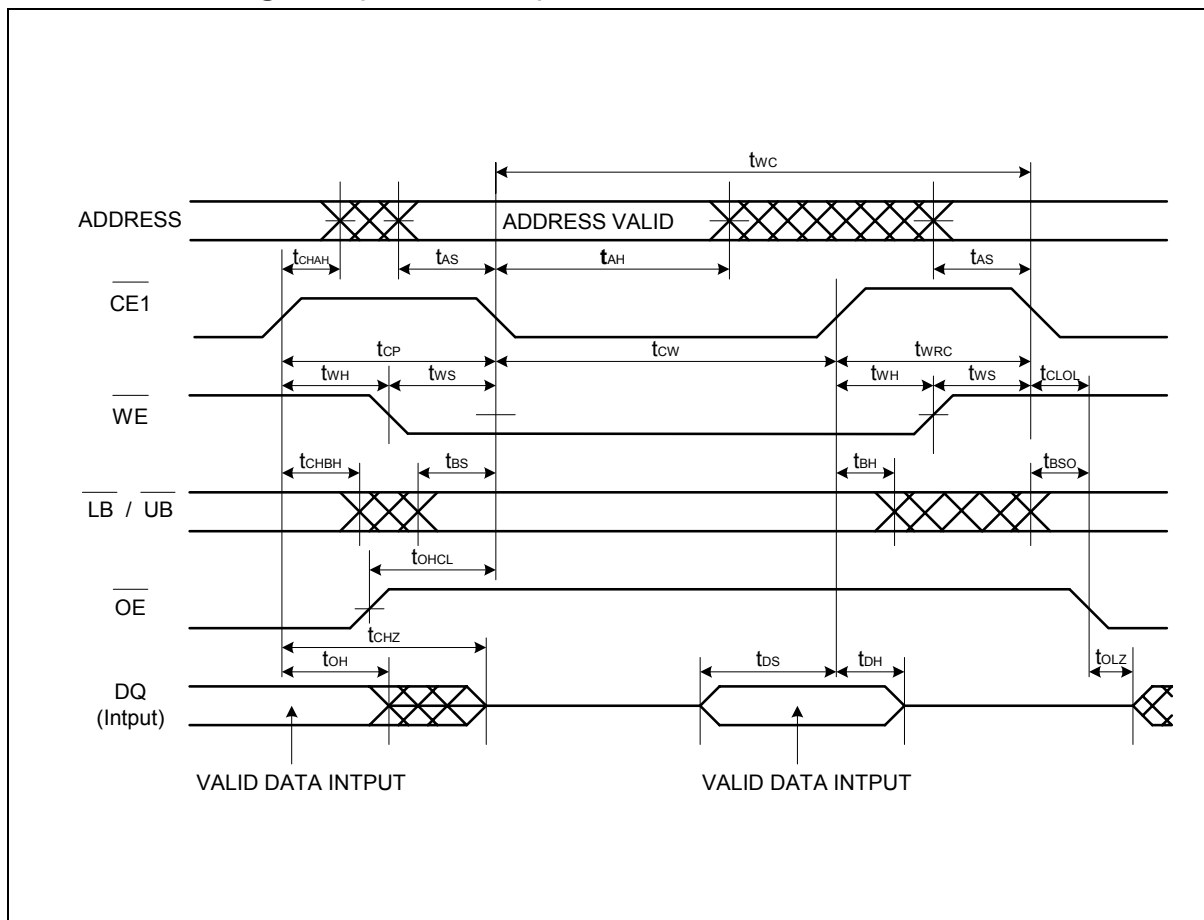 tWC
ADDRESS
ADDRESS VALID
tCHAH
tAS
tAH
tAS
CE1
tCP
tCW
tWRC
tWH
tWS
tWH
tWS
tCLOL
WE
tCHBH
tBS
tBH
tBSO
LB / UB
tOHCL
OE
tCHZ
tOH
tDS
tDH
tOLZ
DQ
(Intput)
VALID DATA INTPUT
VALID DATA INTPUT